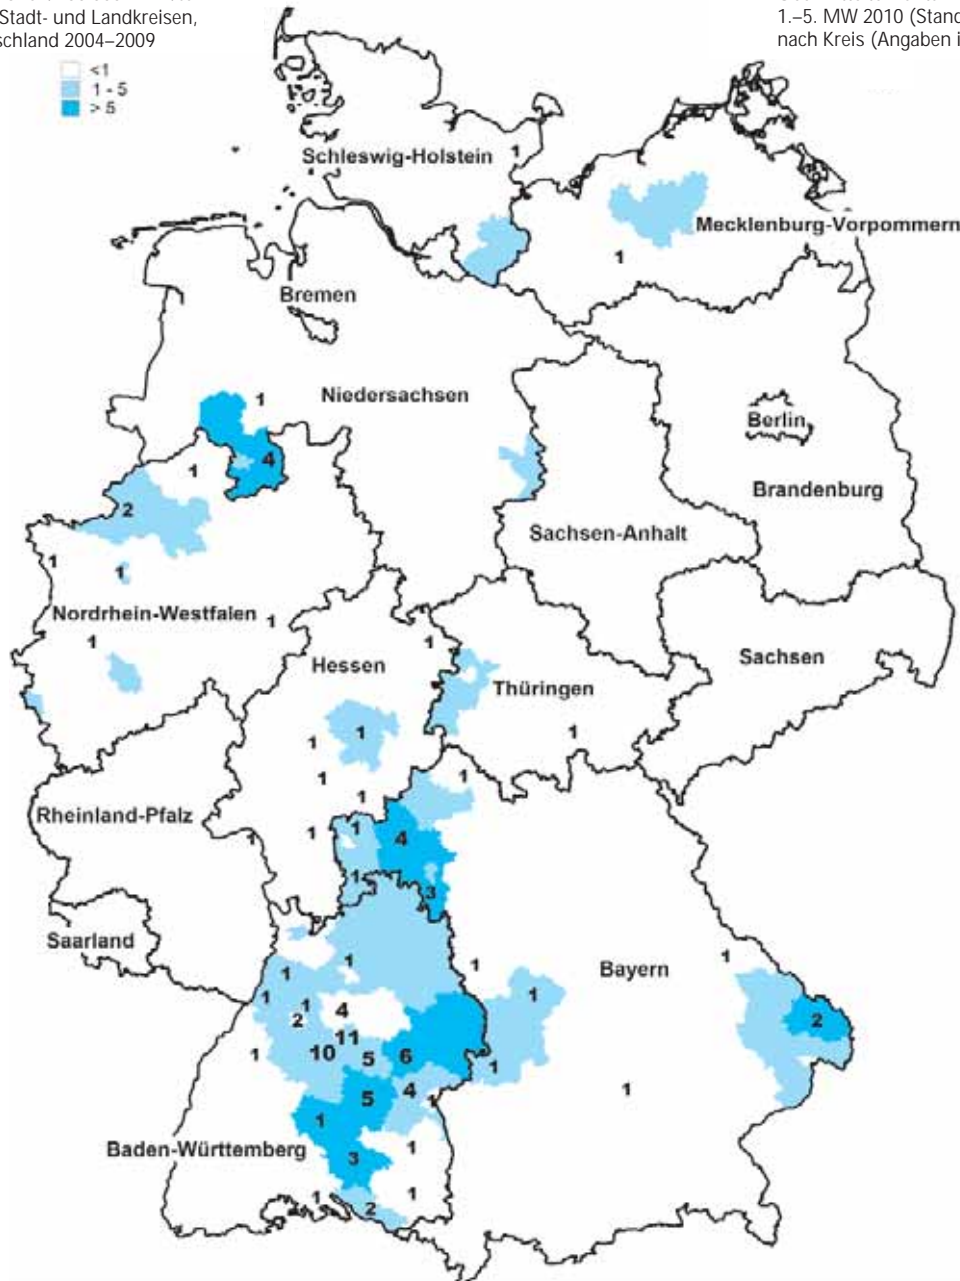 Stadt- und Landkreisen,
1.–5. MW 2010
schland 2004–2009
nach Kreis (Angaben i
<1
1 - 5
> 5
Schleswig-Holstein
1
Mecklenburg-Vorpommern
1
Bremen
Niedersachsen
1
Berlin
4
1
Brandenburg
2
Sachsen-Anhalt
1
1
Nordrhein-Westfalen
1
1
1
Hessen
Sachsen
Thüringen
1
1
1
1
1
1
Rheinland-Pfalz
1
1
4
1
1
3
Saarland
1
1
1
Bayern
1
1
1
1
4
2
2
11
10
5
6
1
1
4
1
5
1
1
1
Baden-Württemberg
3
1
1
2